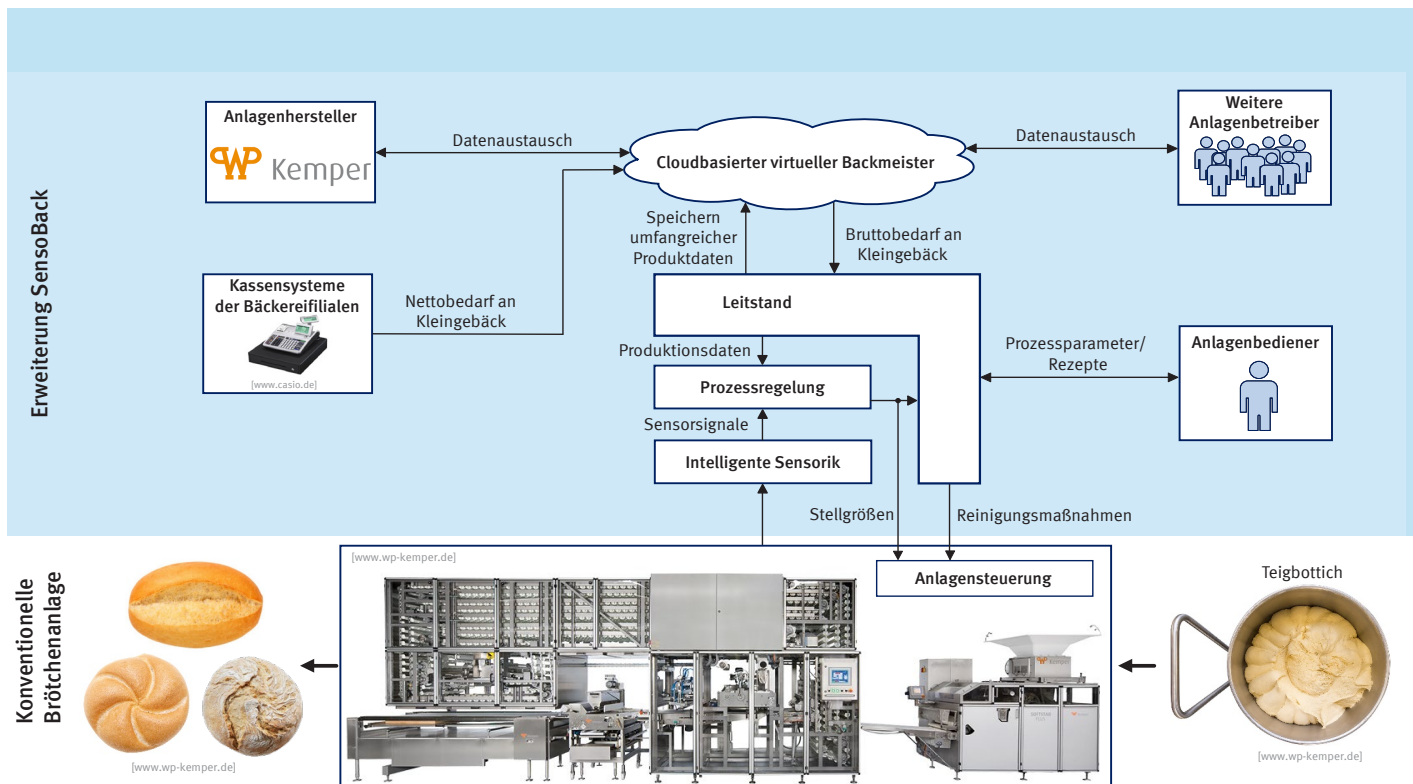 Erweiterung SensoBack
Anlagenhersteller
WP Kemper
Datenaustausch
Cloudbasierter virtueller Backmeister
Datenaustausch
Weitere
Anlagenbetreiber
Kassensysteme
der Bäckereifilialen
[www.casio.de]
Nettobedarf an
Kleingebäck
Speichern
umfangreicher
Produktdaten
Bruttobedarf an
Kleingebäck
Leitstand
Produktionsdaten
Prozessregelung
Sensorsignale
Intelligente Sensorik
Prozessparameter/
Rezepte
Anlagenbediener
Stellgrößen
Reinigungsmaßnahmen
Konventionelle
Brötchenanlage
[www.wp-kemper.de]
[www.wp-kemper.de]
Anlagensteuerung
Kemper
Teigbottich
[www.wp-kemper.de]